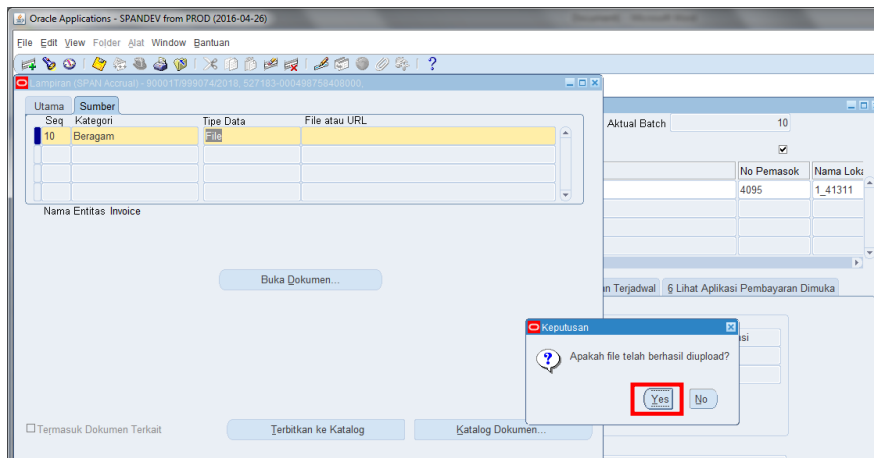 Oracle Applications - SPANDEV from PROD (2016-04-26)
File Edit View Folder Alat Window Bantuan
Lampiran (SPAN Accrual) - 90001T/999074/2018, 527183-000498758408000,
Utama Sumber
Seq Kategori Tipe Data File atau URL
10 Beragam File
Nama Entitas Invoice
Buka Dokumen...
Termasuk Dokumen Terkait
Terbitkan ke Katalog
Katalog Dokumen...
Aktual Batch 10
No Pemasok Nama Loka
4095 1_41311
n Terjadwal 6 Lihat Aplikasi Pembayaran Dimuka
si
Keputusan
Apakah file telah berhasil diupload?
Yes No